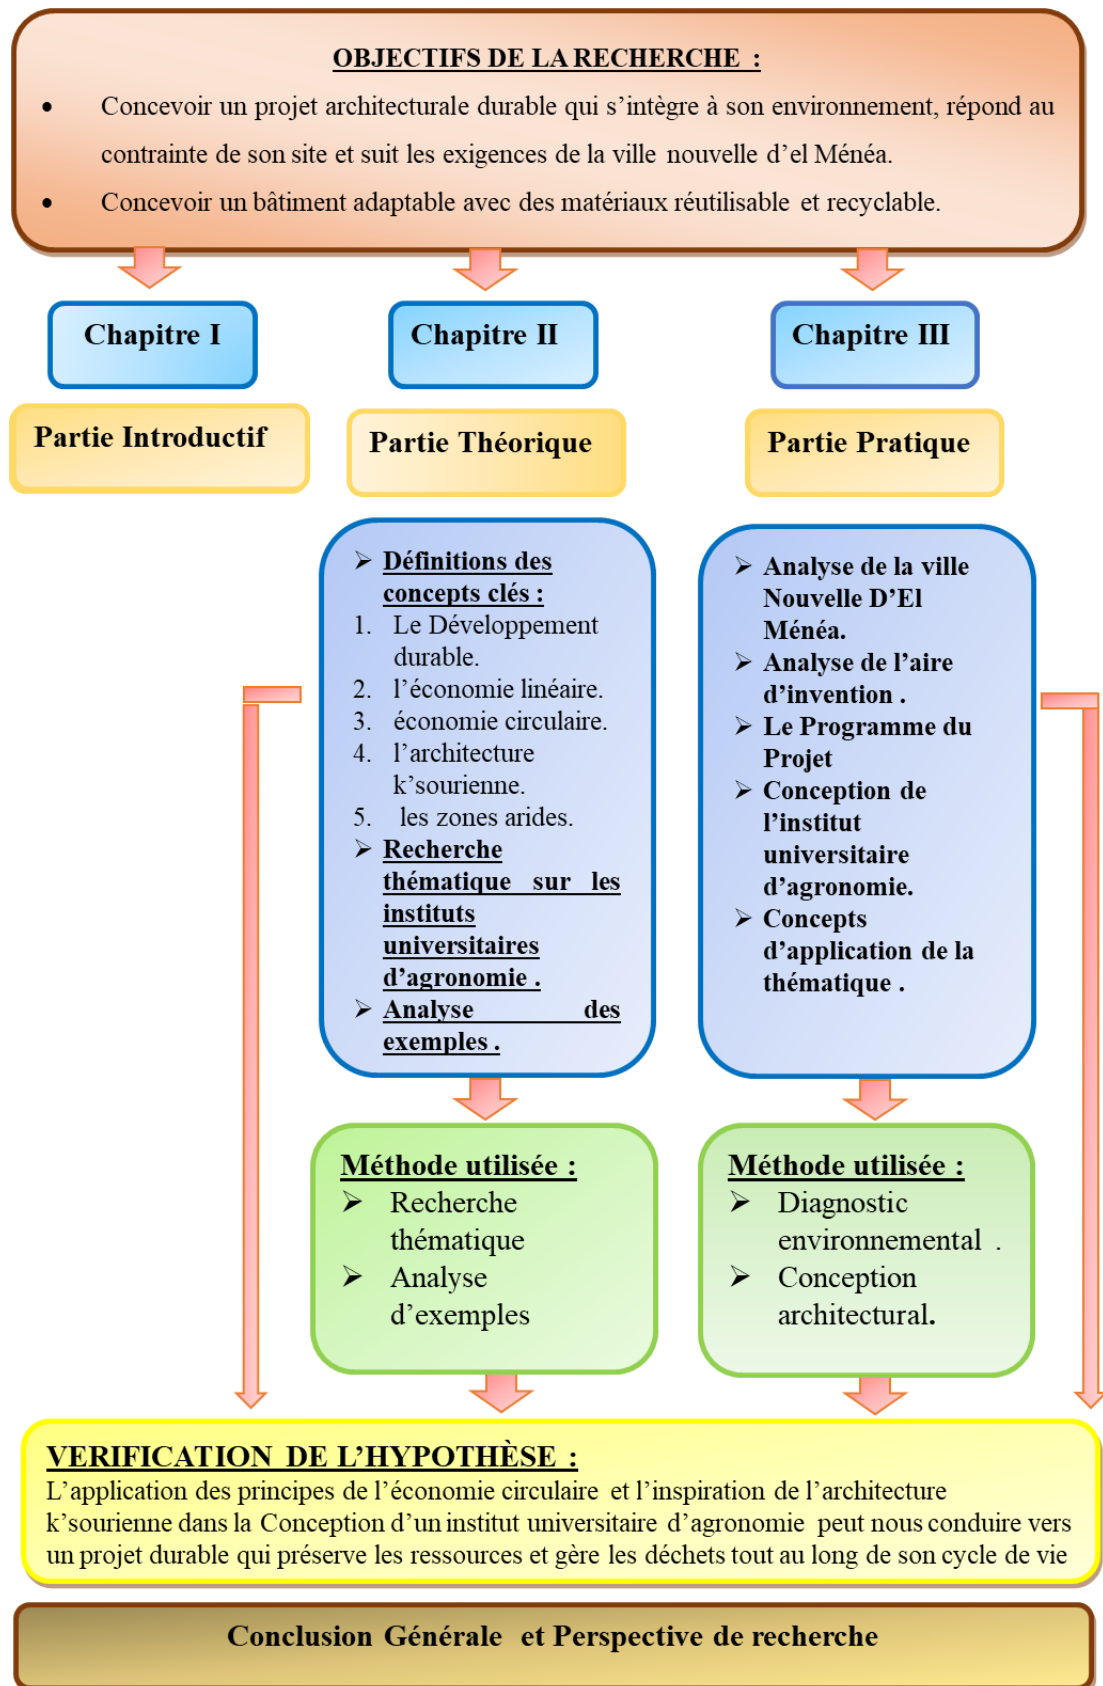 OBJECTIFS DE LA RECHERCHE :
• Concevoir un projet architecturale durable qui s’intègre à son environnement, répond au
contrainte de son site et suit les exigences de la ville nouvelle d’el Ménéa.
• Concevoir un bâtiment adaptable avec des matériaux réutilisable et recyclable.
Chapitre I
Chapitre II
Chapitre III
Partie Introductif
Partie Théorique
Partie Pratique
➢ Définitions des
concepts clés :
1. Le Développement
durable.
2. l’économie linéaire.
3. économie circulaire.
4. l’architecture
k’sourienne.
5. les zones arides.
➢ Recherche
thématique sur les
instituts
universitaires
d’agronomie .
➢ Analyse des
exemples .
➢ Analyse de la ville
Nouvelle D’El
Ménéa.
➢ Analyse de l’aire
d’invention .
➢ Le Programme du
Projet
➢ Conception de
l’institut
universitaire
d’agronomie.
➢ Concepts
d’application de la
thématique .
Méthode utilisée :
➢ Recherche
thématique
➢ Analyse
d’exemples
Méthode utilisée :
➢ Diagnostic
environnemental .
➢ Conception
architectural.
VERIFICATION DE L’HYPOTHÈSE :
L’application des principes de l’économie circulaire et l’inspiration de l’architecture
k’sourienne dans la Conception d’un institut universitaire d’agronomie peut nous conduire vers
un projet durable qui préserve les ressources et gère les déchets tout au long de son cycle de vie
Conclusion Générale et Perspective de recherche